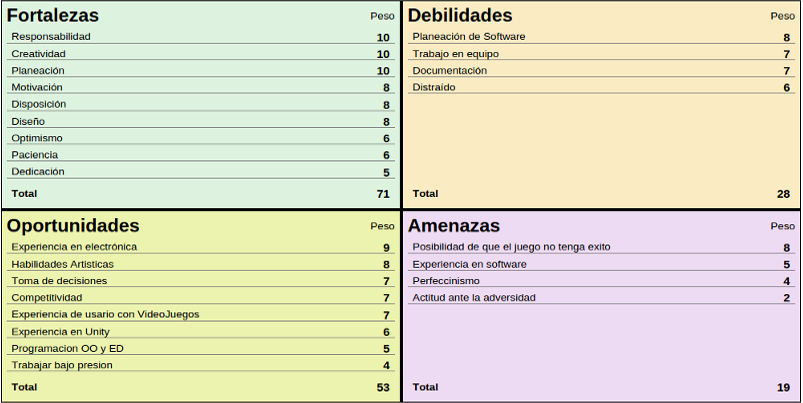 Fortalezas Peso
Responsabilidad 10
Creatividad 10
Planeación 10
Motivación 8
Disposición 8
Diseño 8
Optimismo 6
Paciencia 6
Dedicación 5
Total 71
Debilidades Peso
Planeación de Software 8
Trabajo en equipo 7
Documentación 7
Distraído 6
Total 28
Oportunidades Peso
Experiencia en electrónica 9
Habilidades Artisticas 8
Toma de decisiones 7
Competitividad 7
Experiencia de usario con VideoJuegos 7
Experiencia en Unity 6
Programacion OO y ED 5
Trabajar bajo presion 4
Total 53
Amenazas Peso
Posibilidad de que el juego no tenga exito 8
Experiencia en software 5
Perfeccinismo 4
Actitud ante la adversidad 2
Total 19